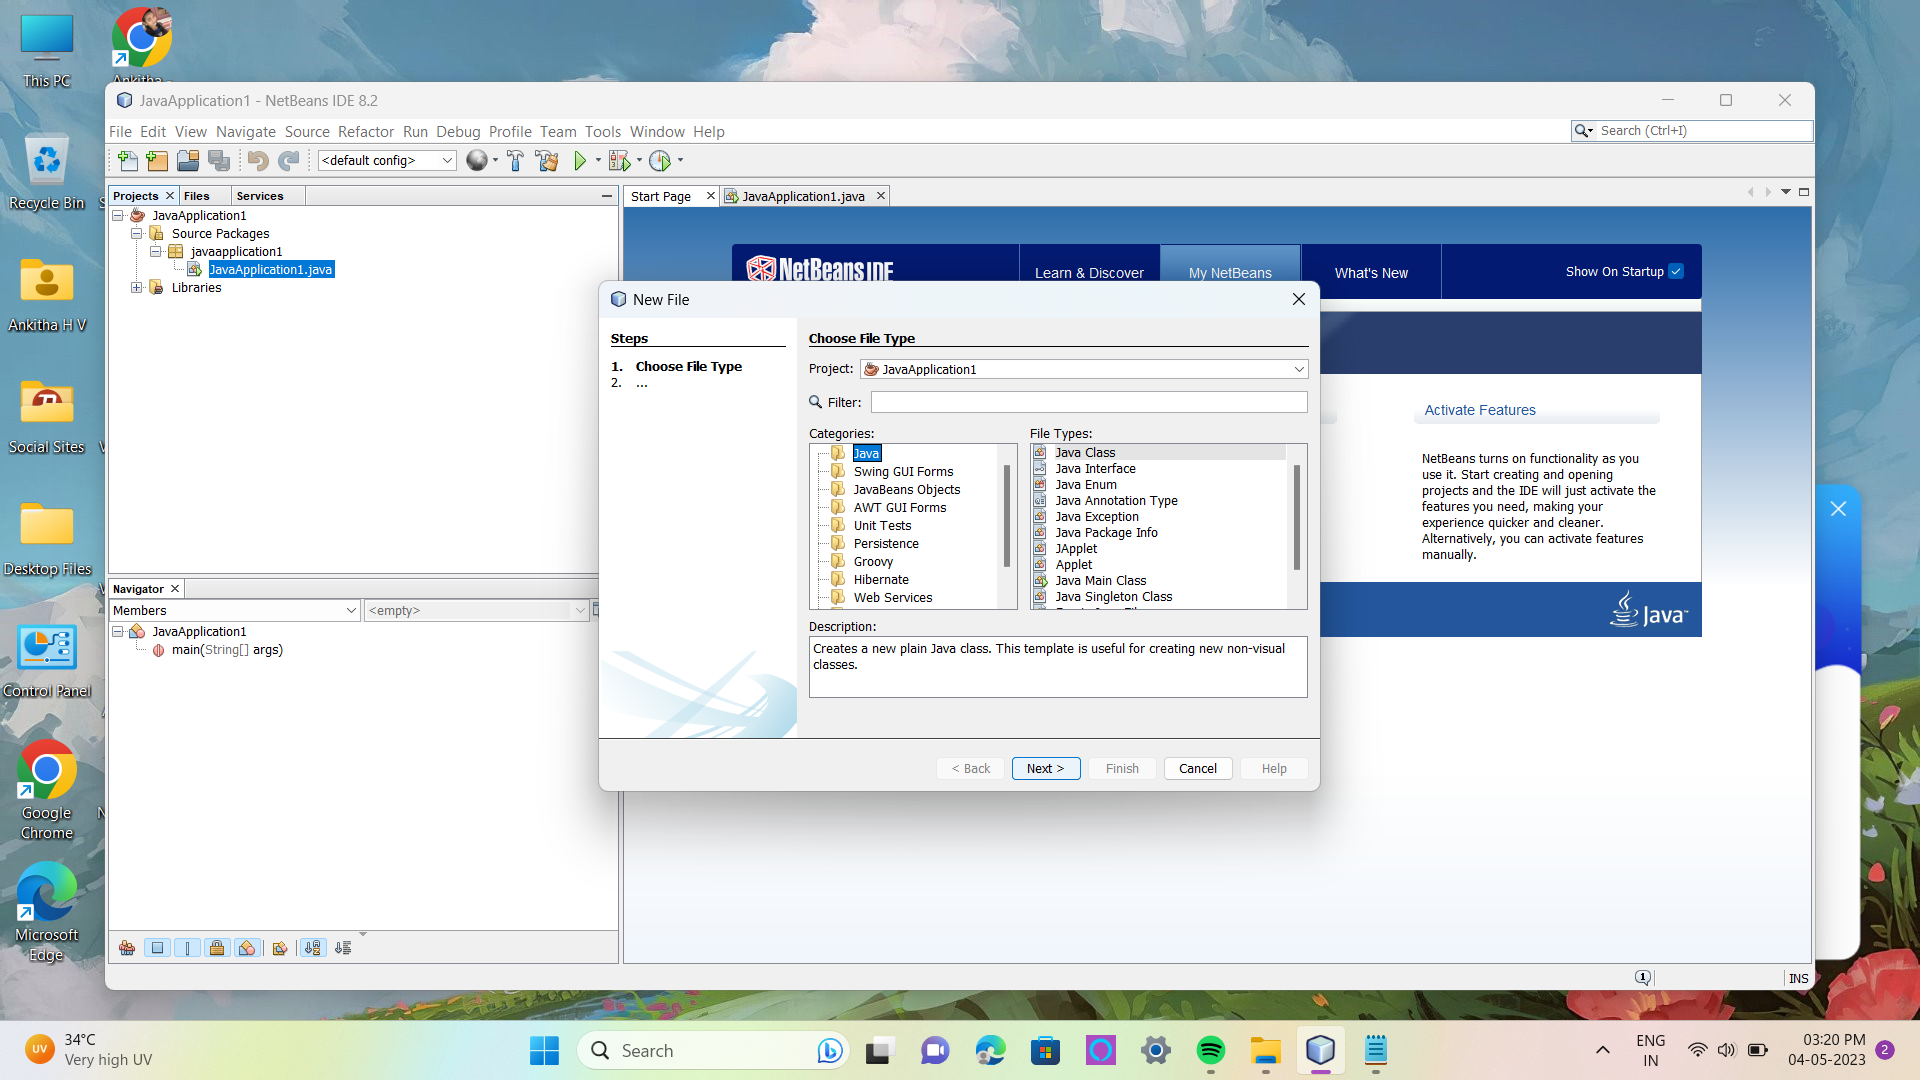 This PC
Ankitha -
Recycle Bin
Ankitha H V
Social Sites
Desktop Files
Control Panel
Google
Chrome
Microsoft
Edge
JavaApplication1 - NetBeans IDE 8.2
File Edit View Navigate Source Refactor Run Debug Profile Team Tools Window Help
Search (Ctrl+I)
<default config>
Projects Files Services
JavaApplication1
Source Packages
javaapplication1
JavaApplication1.java
Libraries
Start Page JavaApplication1.java
NetBeans IDE
Learn & Discover My NetBeans What's New Show On Startup
Activate Features
NetBeans turns on functionality as you
use it. Start creating and opening
projects and the IDE will just activate the
features you need, making your
experience quicker and cleaner.
Alternatively, you can activate features
manually.
Java™
New File
Steps
1. Choose File Type
2. ...
Choose File Type
Project: JavaApplication1
Filter:
Categories:
Java
Swing GUI Forms
JavaBeans Objects
AWT GUI Forms
Unit Tests
Persistence
Groovy
Hibernate
Web Services
File Types:
Java Class
Java Interface
Java Enum
Java Annotation Type
Java Exception
Java Package Info
JApplet
Applet
Java Main Class
Java Singleton Class
Description:
Creates a new plain Java class. This template is useful for creating new non-visual
classes.
< Back Next > Finish Cancel Help
Navigator
Members <empty>
JavaApplication1
main(String[] args)
1 INS
UV
34°C
Very high UV
Search
ENG
IN
03:20 PM
04-05-2023
2